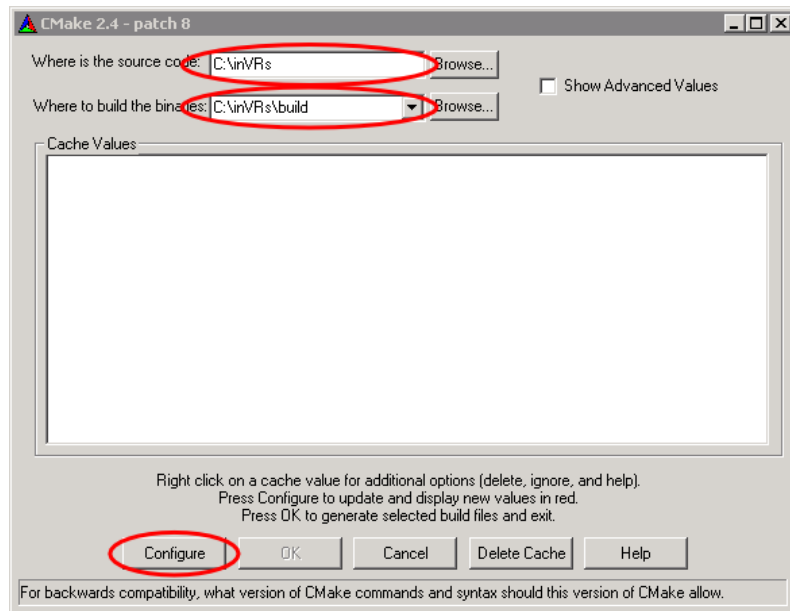 CMake 2.4 - patch 8
Where is the source code: C:\inVRs Browse...
Show Advanced Values
Where to build the binaries: C:\inVRs\build Browse...
Cache Values
Right click on a cache value for additional options (delete, ignore, and help).
Press Configure to update and display new values in red.
Press OK to generate selected build files and exit.
Configure OK Cancel Delete Cache Help
For backwards compatibility, what version of CMake commands and syntax should this version of CMake allow.